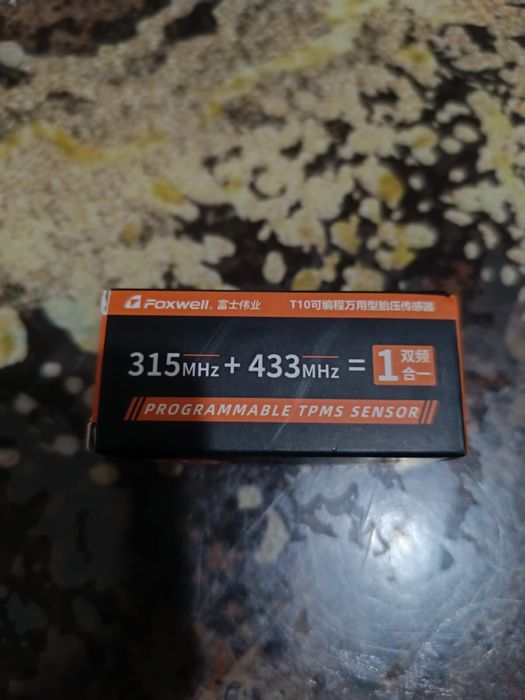 Foxwell 富士伟业 T10可编程万用型胎压传感器
315MHz + 433MHz = 1 双频合一
PROGRAMMABLE TPMS SENSOR